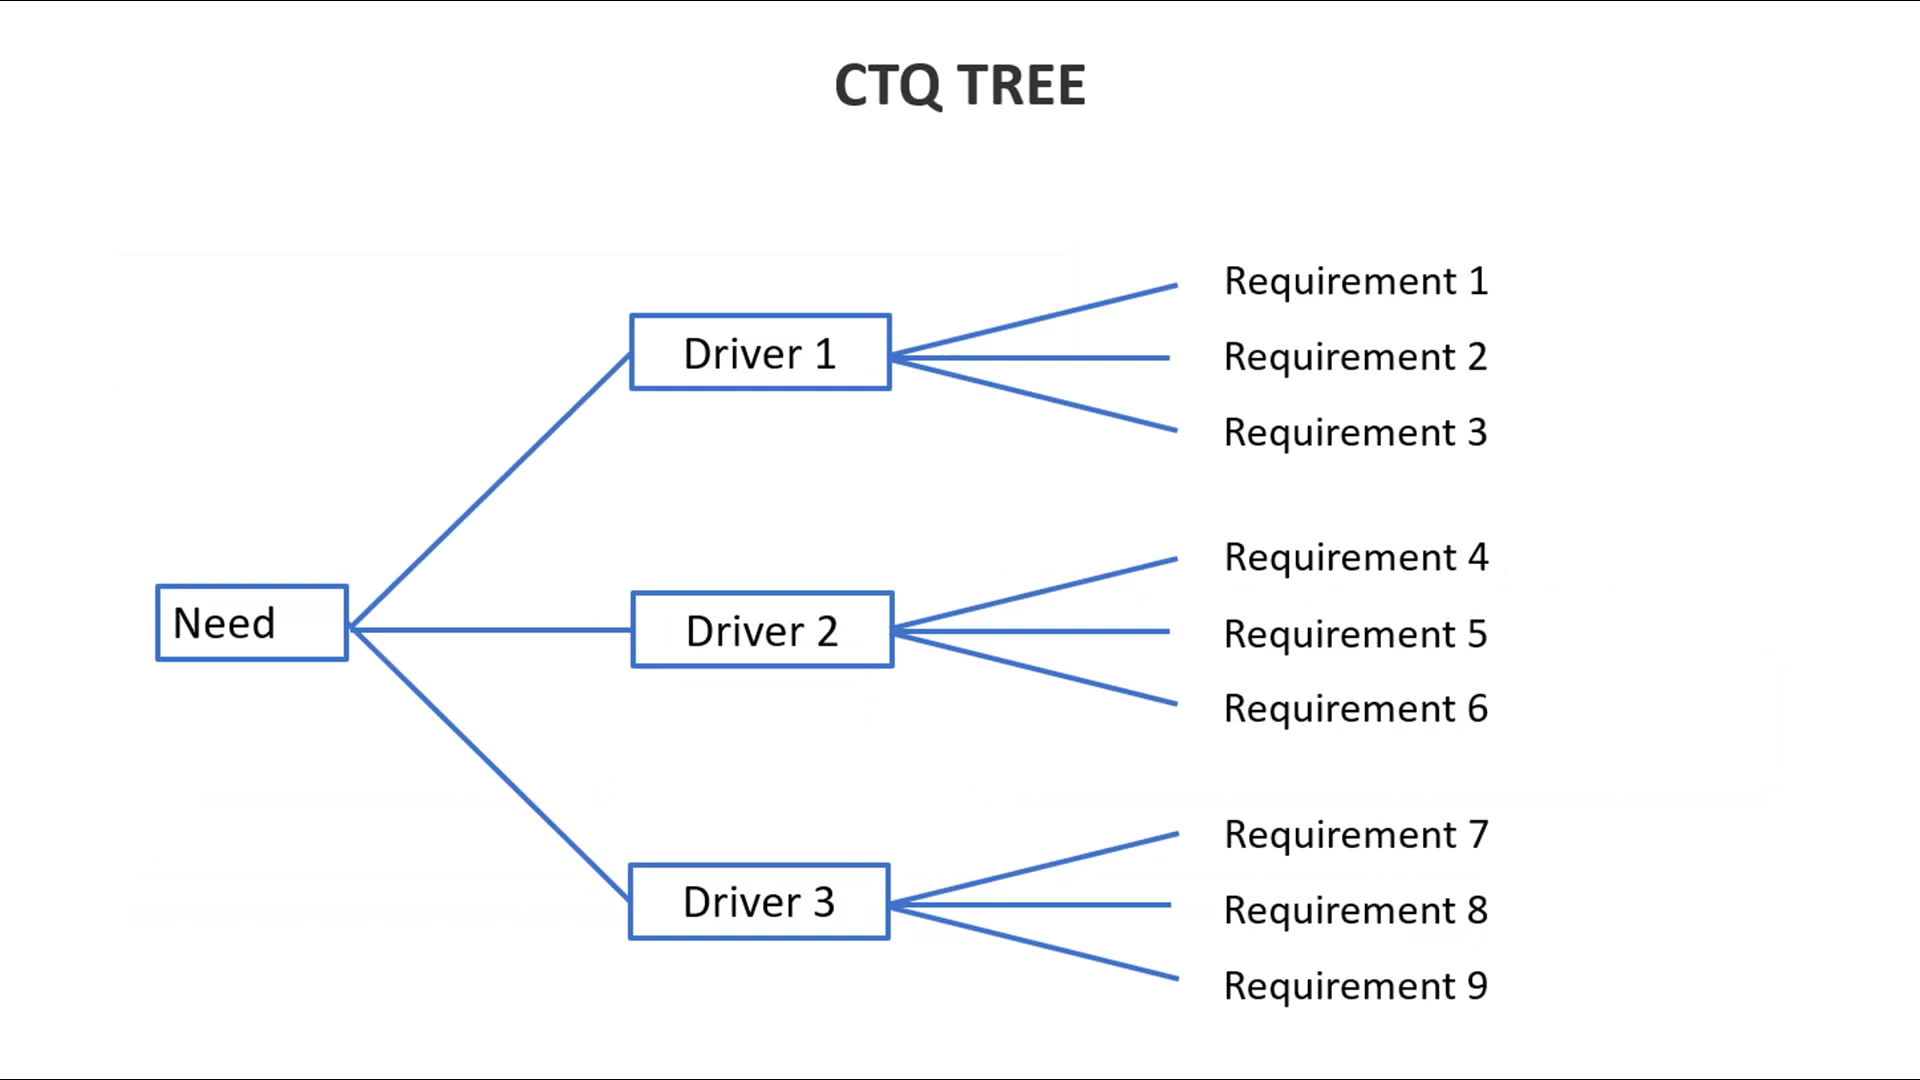 CTQ TREE
Need
Driver 1
Requirement 1
Requirement 2
Requirement 3
Driver 2
Requirement 4
Requirement 5
Requirement 6
Driver 3
Requirement 7
Requirement 8
Requirement 9